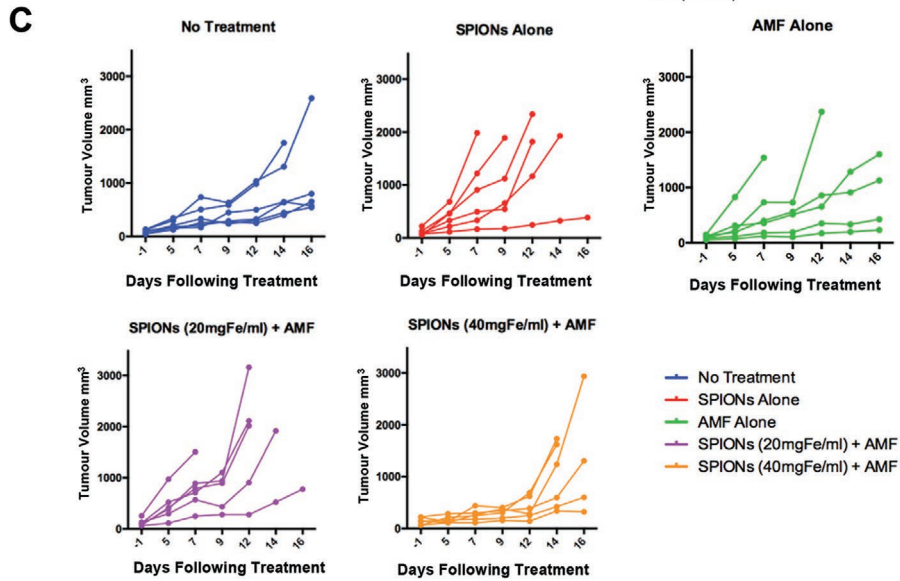 C
No Treatment
SPIONs Alone
AMF Alone
Tumour Volume mm³
3000
2000
1000
0
-1 5 7 9 12 14 16
Days Following Treatment
Tumour Volume mm³
3000
2000
1000
0
-1 5 7 9 12 14 16
Days Following Treatment
Tumour Volume mm³
3000
2000
1000
0
-1 5 7 9 12 14 16
Days Following Treatment
SPIONs (20mgFe/ml) + AMF
SPIONs (40mgFe/ml) + AMF
Tumour Volume mm³
3000
2000
1000
0
-1 5 7 9 12 14 16
Days Following Treatment
Tumour Volume mm³
3000
2000
1000
0
-1 5 7 9 12 14 16
Days Following Treatment
No Treatment
SPIONs Alone
AMF Alone
SPIONs (20mgFe/ml) + AMF
SPIONs (40mgFe/ml) + AMF